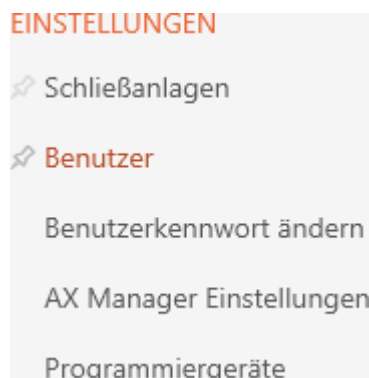 EINSTELLUNGEN
Schließanlagen
Benutzer
Benutzerkennwort ändern
AX Manager Einstellungen
Programmiergeräte